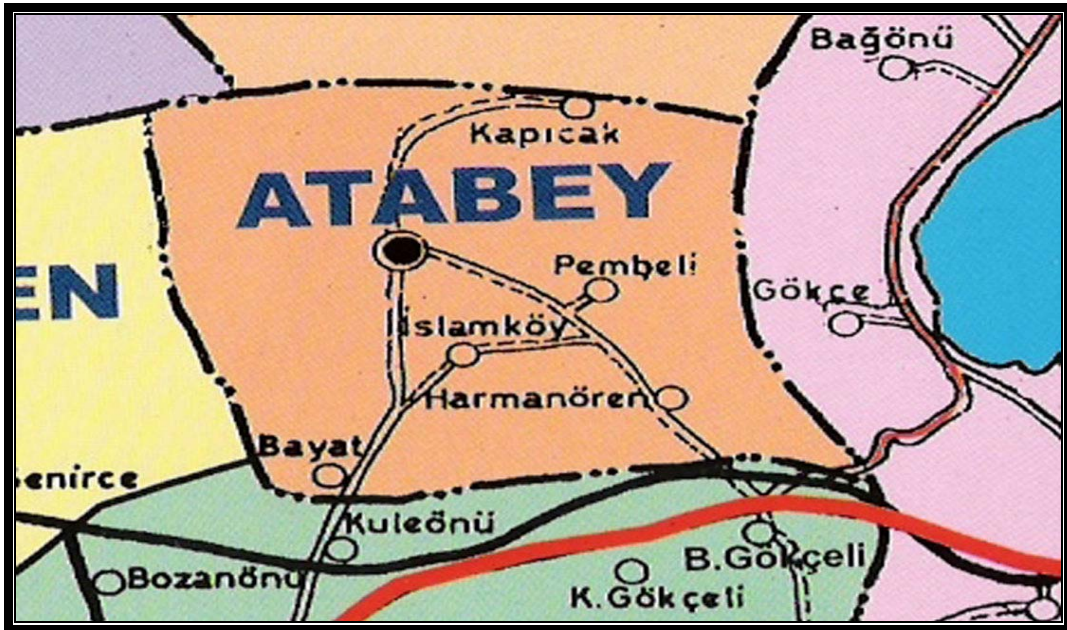 Bağönü
Kapıcak
ATABEY
Pembeli
EN
Gökçe
İslamköy
Harmanören
Bayat
enirce
Kuleönü
B.Gökçeli
Bozanönü
K.Gökçeli